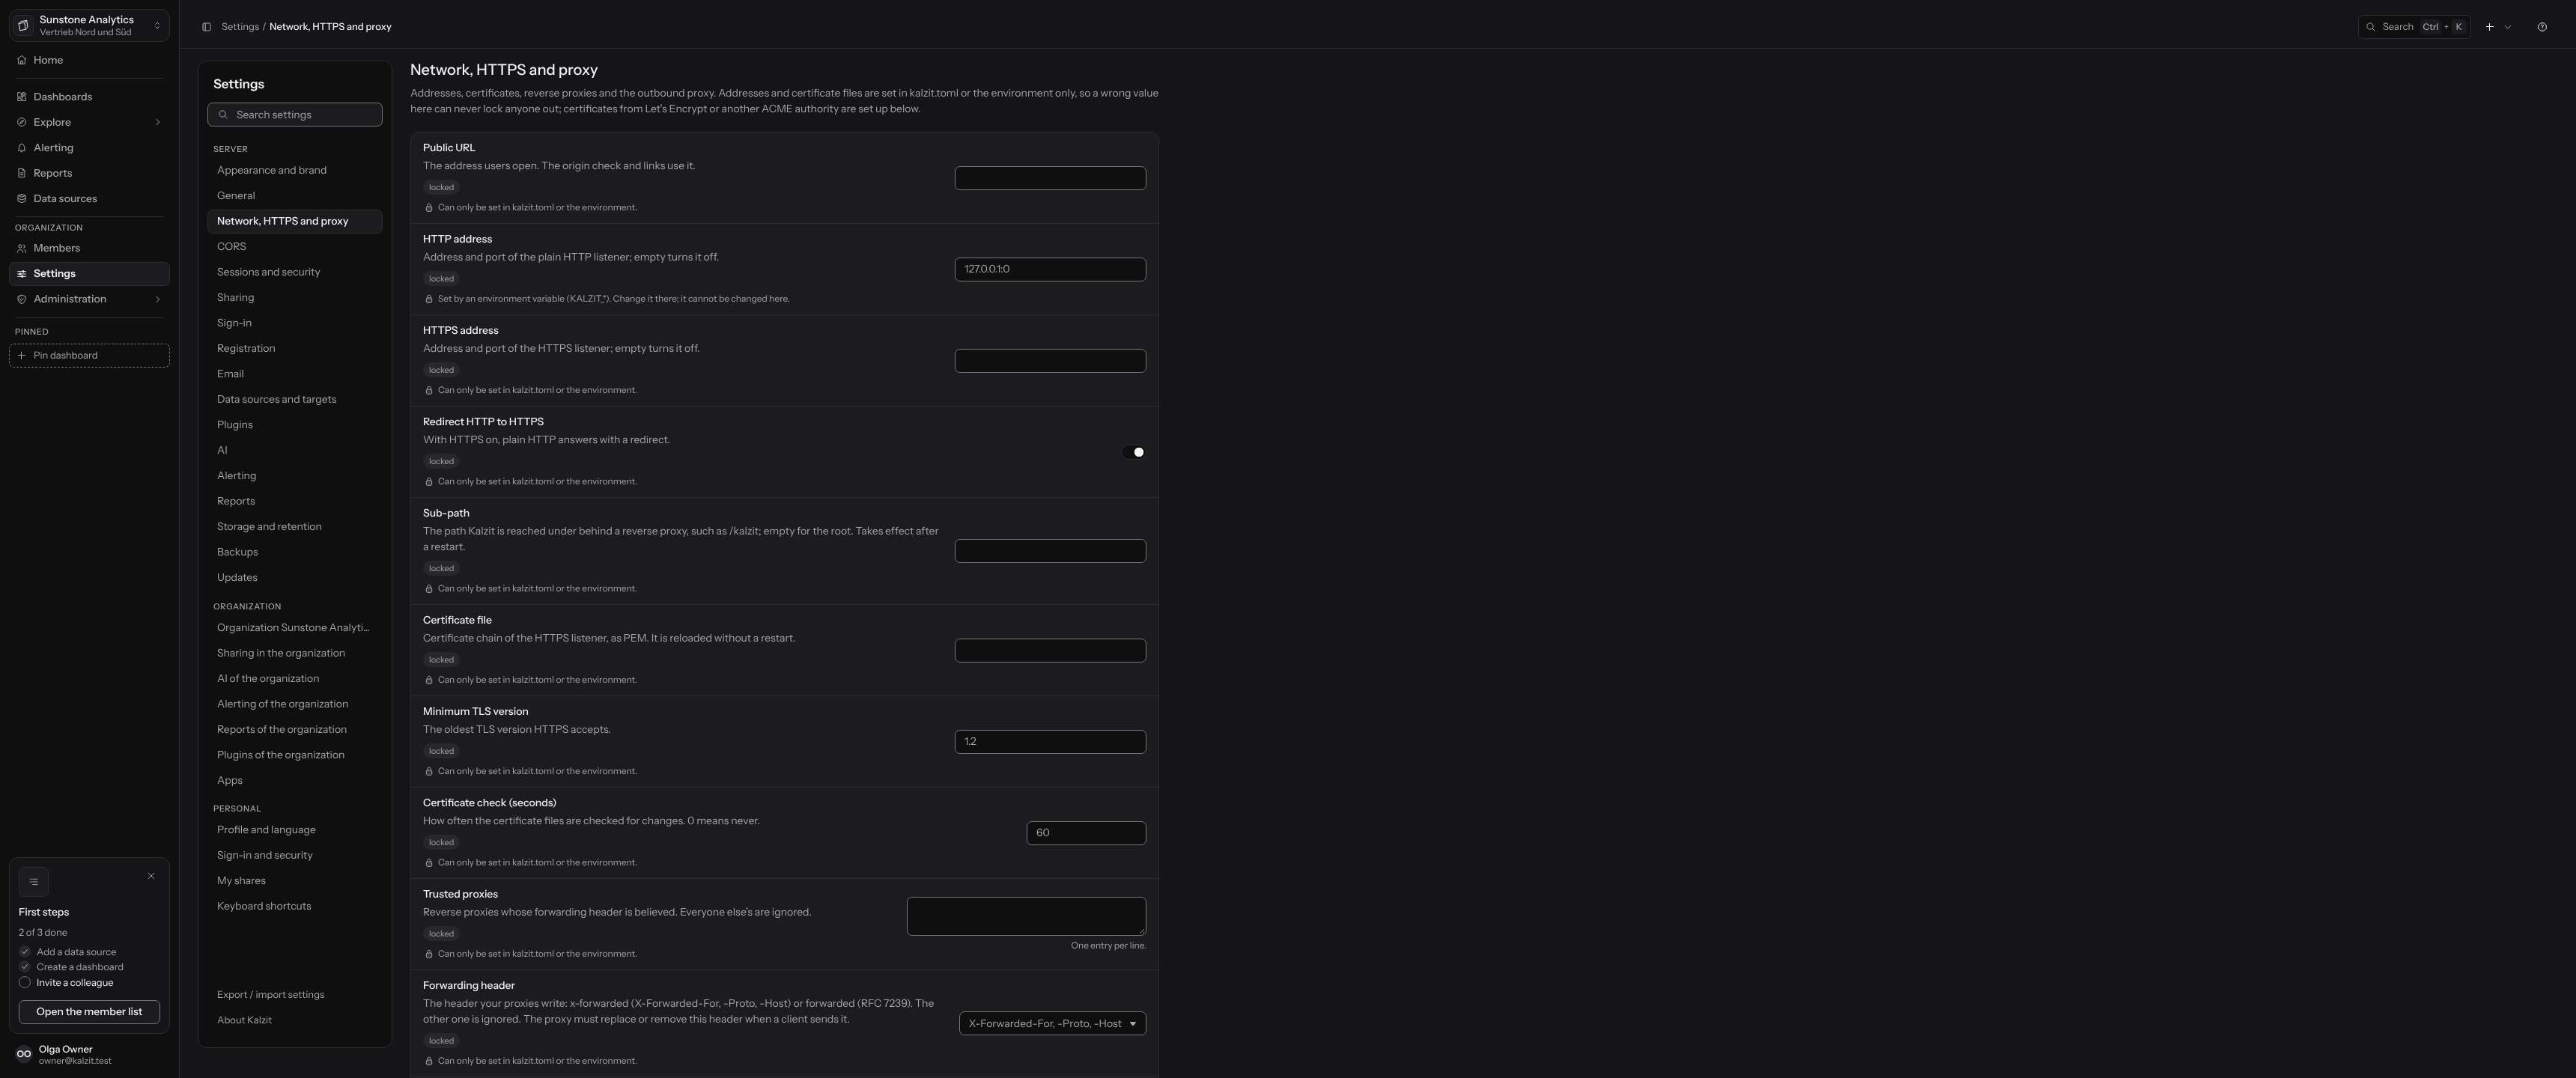 Sunstone Analytics
Vertrieb Nord und Süd
Home
Dashboards
Explore
Alerting
Reports
Data sources
ORGANIZATION
Members
Settings
Administration
PINNED
Pin dashboard
First steps
2 of 3 done
Add a data source
Create a dashboard
Invite a colleague
Open the member list
OO
Olga Owner
owner@kalzit.test
Settings / Network, HTTPS and proxy
Search Ctrl + K
Settings
Search settings
SERVER
Appearance and brand
General
Network, HTTPS and proxy
CORS
Sessions and security
Sharing
Sign-in
Registration
Email
Data sources and targets
Plugins
AI
Alerting
Reports
Storage and retention
Backups
Updates
ORGANIZATION
Organization Sunstone Analyti...
Sharing in the organization
AI of the organization
Alerting of the organization
Reports of the organization
Plugins of the organization
Apps
PERSONAL
Profile and language
Sign-in and security
My shares
Keyboard shortcuts
Export / import settings
About Kalzit
Network, HTTPS and proxy
Addresses, certificates, reverse proxies and the outbound proxy. Addresses and certificate files are set in kalzit.toml or the environment only, so a wrong value
here can never lock anyone out; certificates from Let's Encrypt or another ACME authority are set up below.
Public URL
The address users open. The origin check and links use it.
locked
Can only be set in kalzit.toml or the environment.
HTTP address
Address and port of the plain HTTP listener; empty turns it off.
locked
127.0.0.1:0
Set by an environment variable (KALZIT_*). Change it there; it cannot be changed here.
HTTPS address
Address and port of the HTTPS listener; empty turns it off.
locked
Can only be set in kalzit.toml or the environment.
Redirect HTTP to HTTPS
With HTTPS on, plain HTTP answers with a redirect.
locked
Can only be set in kalzit.toml or the environment.
Sub-path
The path Kalzit is reached under behind a reverse proxy, such as /kalzit; empty for the root. Takes effect after
a restart.
locked
Can only be set in kalzit.toml or the environment.
Certificate file
Certificate chain of the HTTPS listener, as PEM. It is reloaded without a restart.
locked
Can only be set in kalzit.toml or the environment.
Minimum TLS version
The oldest TLS version HTTPS accepts.
locked
1.2
Can only be set in kalzit.toml or the environment.
Certificate check (seconds)
How often the certificate files are checked for changes. 0 means never.
locked
60
Can only be set in kalzit.toml or the environment.
Trusted proxies
Reverse proxies whose forwarding header is believed. Everyone else's are ignored.
locked
One entry per line.
Can only be set in kalzit.toml or the environment.
Forwarding header
The header your proxies write: x-forwarded (X-Forwarded-For, -Proto, -Host) or forwarded (RFC 7239). The
other one is ignored. The proxy must replace or remove this header when a client sends it.
X-Forwarded-For, -Proto, -Host
locked
Can only be set in kalzit.toml or the environment.